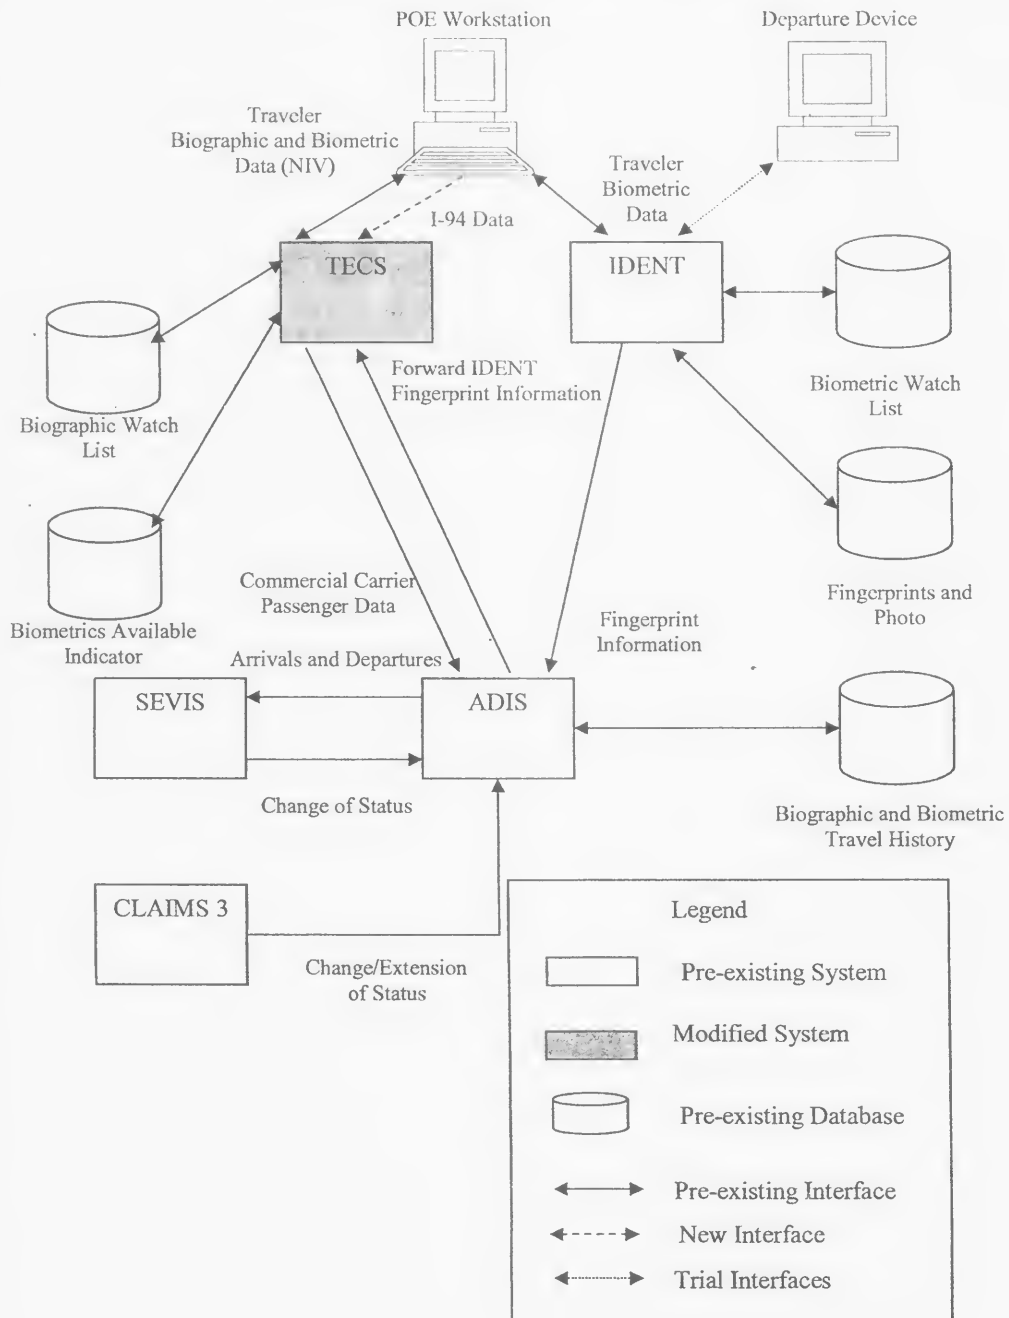 POE Workstation
Departure Device
Traveler
Biographic and Biometric
Data (NIV)
Traveler
Biometric
Data
I-94 Data
TECS
IDENT
Forward IDENT
Fingerprint Information
Biographic Watch
List
Biometric Watch
List
Biometrics Available
Indicator
Fingerprints and
Photo
Commercial Carrier
Passenger Data
Fingerprint
Information
Arrivals and Departures
SEVIS
ADIS
Change of Status
Biographic and Biometric
Travel History
CLAIMS 3
Change/Extension
of Status
Legend
Pre-existing System
Modified System
Pre-existing Database
Pre-existing Interface
New Interface
Trial Interfaces